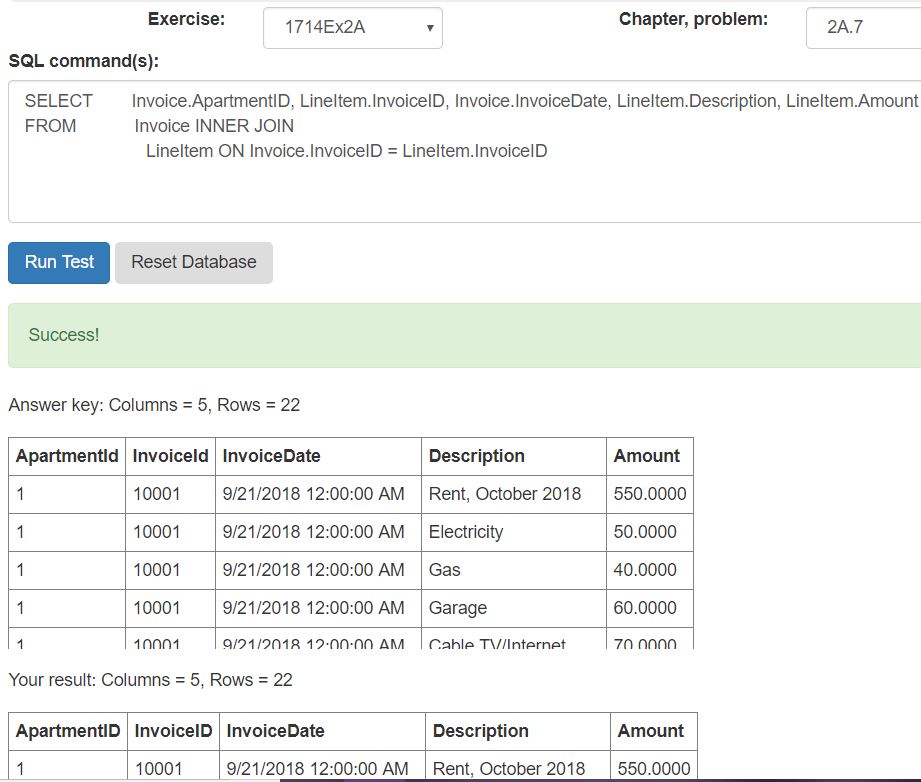 Exercise: 1714Ex2A Chapter, problem: 2A.7
SQL command(s):
SELECT Invoice.ApartmentID, LineItem.InvoiceID, Invoice.InvoiceDate, LineItem.Description, LineItem.Amount
FROM Invoice INNER JOIN
LineItem ON Invoice.InvoiceID = LineItem.InvoiceID
Run Test Reset Database
Success!
Answer key: Columns = 5, Rows = 22
ApartmentId InvoiceId InvoiceDate Description Amount
1 10001 9/21/2018 12:00:00 AM Rent, October 2018 550.0000
1 10001 9/21/2018 12:00:00 AM Electricity 50.0000
1 10001 9/21/2018 12:00:00 AM Gas 40.0000
1 10001 9/21/2018 12:00:00 AM Garage 60.0000
1 10001 9/21/2018 12:00:00 AM Cable TV/Internet 70.0000
Your result: Columns = 5, Rows = 22
ApartmentID InvoiceID InvoiceDate Description Amount
1 10001 9/21/2018 12:00:00 AM Rent, October 2018 550.0000